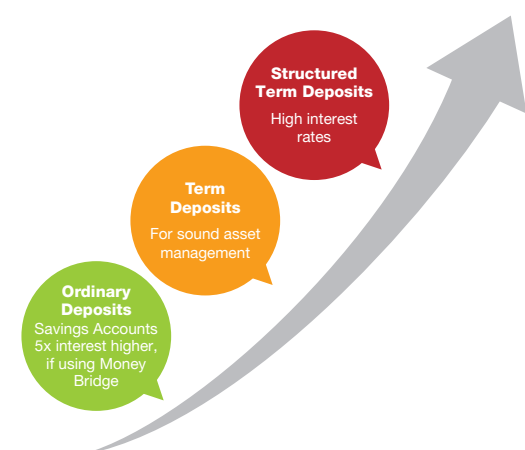 Structured
Term Deposits
High interest
rates
Term
Deposits
For sound asset
management
Ordinary
Deposits
Savings Accounts
5x interest higher,
if using Money
Bridge